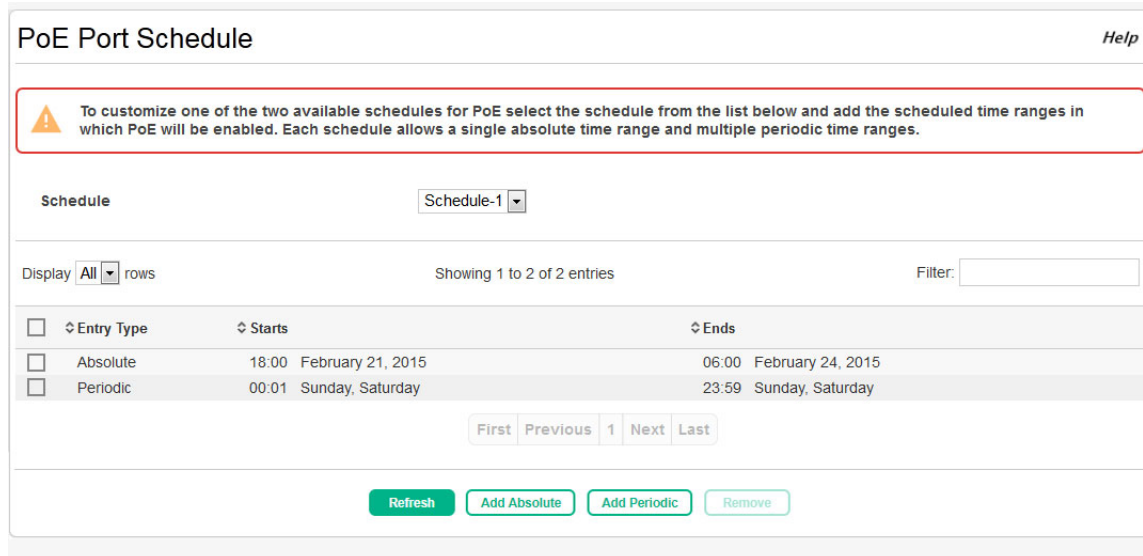 PoE Port Schedule
Help
To customize one of the two available schedules for PoE select the schedule from the list below and add the scheduled time ranges in
which PoE will be enabled. Each schedule allows a single absolute time range and multiple periodic time ranges.
Schedule Schedule-1
Display All rows Showing 1 to 2 of 2 entries Filter:
Entry Type Starts Ends
Absolute 18:00 February 21, 2015 06:00 February 24, 2015
Periodic 00:01 Sunday, Saturday 23:59 Sunday, Saturday
First Previous 1 Next Last
Refresh Add Absolute Add Periodic Remove